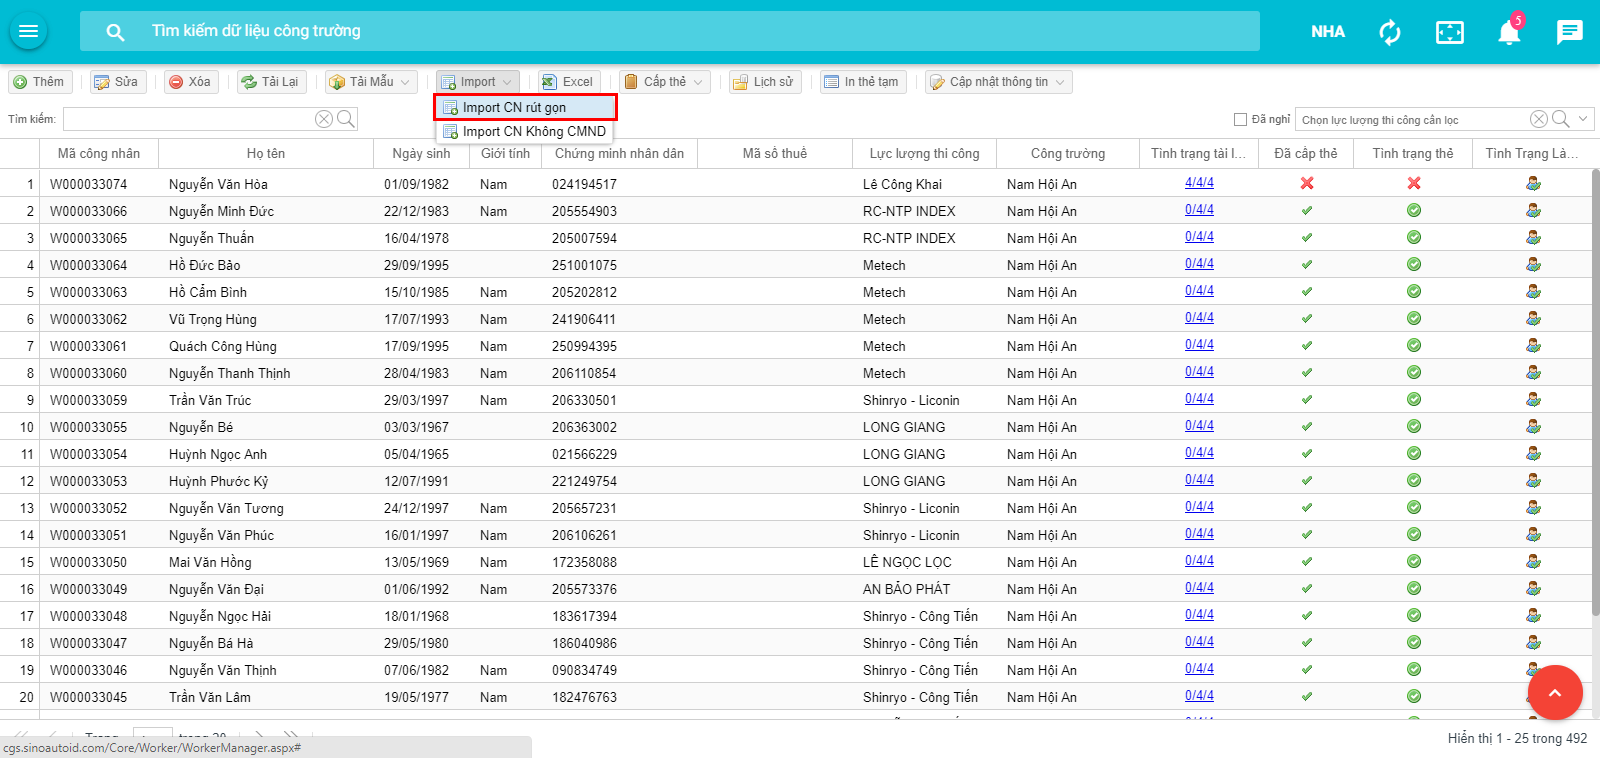 Tìm kiếm dữ liệu công trường NHA 5
Thêm Sửa Xóa Tải Lại Tải Mẫu Import Excel Cấp thẻ Lịch sử In thẻ tạm Cập nhật thông tin
Import CN rút gọn
Tìm kiếm: Đã nghỉ Chọn lực lượng thi công cần lọc
Import CN Không CMND
Mã công nhân Họ tên Ngày sinh Giới tính Chứng minh nhân dân Mã số thuế Lực lượng thi công Công trường Tình trạng tài l... Đã cấp thẻ Tình trạng thẻ Tình Trạng Là...
1 W000033074 Nguyễn Văn Hòa 01/09/1982 Nam 024194517 Lê Công Khai Nam Hội An 4/4/4
2 W000033066 Nguyễn Minh Đức 22/12/1983 Nam 205554903 RC-NTP INDEX Nam Hội An 0/4/4
3 W000033065 Nguyễn Thuấn 16/04/1978 205007594 RC-NTP INDEX Nam Hội An 0/4/4
4 W000033064 Hồ Đức Bảo 29/09/1995 251001075 Metech Nam Hội An 0/4/4
5 W000033063 Hồ Cẩm Bình 15/10/1985 Nam 205202812 Metech Nam Hội An 0/4/4
6 W000033062 Vũ Trọng Hùng 17/07/1993 Nam 241906411 Metech Nam Hội An 0/4/4
7 W000033061 Quách Công Hùng 17/09/1995 Nam 250994395 Metech Nam Hội An 0/4/4
8 W000033060 Nguyễn Thanh Thịnh 28/04/1983 Nam 206110854 Metech Nam Hội An 0/4/4
9 W000033059 Trần Văn Trúc 29/03/1997 Nam 206330501 Shinryo - Liconin Nam Hội An 0/4/4
10 W000033055 Nguyễn Bé 03/03/1967 206363002 LONG GIANG Nam Hội An 0/4/4
11 W000033054 Huỳnh Ngọc Anh 05/04/1965 021566229 LONG GIANG Nam Hội An 0/4/4
12 W000033053 Huỳnh Phước Kỷ 12/07/1991 221249754 LONG GIANG Nam Hội An 0/4/4
13 W000033052 Nguyễn Văn Tương 24/12/1997 Nam 205657231 Shinryo - Liconin Nam Hội An 0/4/4
14 W000033051 Nguyễn Văn Phúc 16/01/1997 Nam 206106261 Shinryo - Liconin Nam Hội An 0/4/4
15 W000033050 Mai Văn Hồng 13/05/1969 Nam 172358088 LÊ NGỌC LỌC Nam Hội An 0/4/4
16 W000033049 Nguyễn Văn Đại 01/06/1992 Nam 205573376 AN BẢO PHÁT Nam Hội An 0/4/4
17 W000033048 Nguyễn Ngọc Hải 18/01/1968 183617394 Shinryo - Công Tiến Nam Hội An 0/4/4
18 W000033047 Nguyễn Bá Hà 29/05/1980 186040986 Shinryo - Công Tiến Nam Hội An 0/4/4
19 W000033046 Nguyễn Văn Thịnh 07/06/1982 Nam 090834749 Shinryo - Công Tiến Nam Hội An 0/4/4
20 W000033045 Trần Văn Lâm 19/05/1977 Nam 182476763 Shinryo - Công Tiến Nam Hội An 0/4/4
Hiển thị 1 - 25 trong 492
cgs.sinoautoid.com/Core/Worker/WorkerManager.aspx#